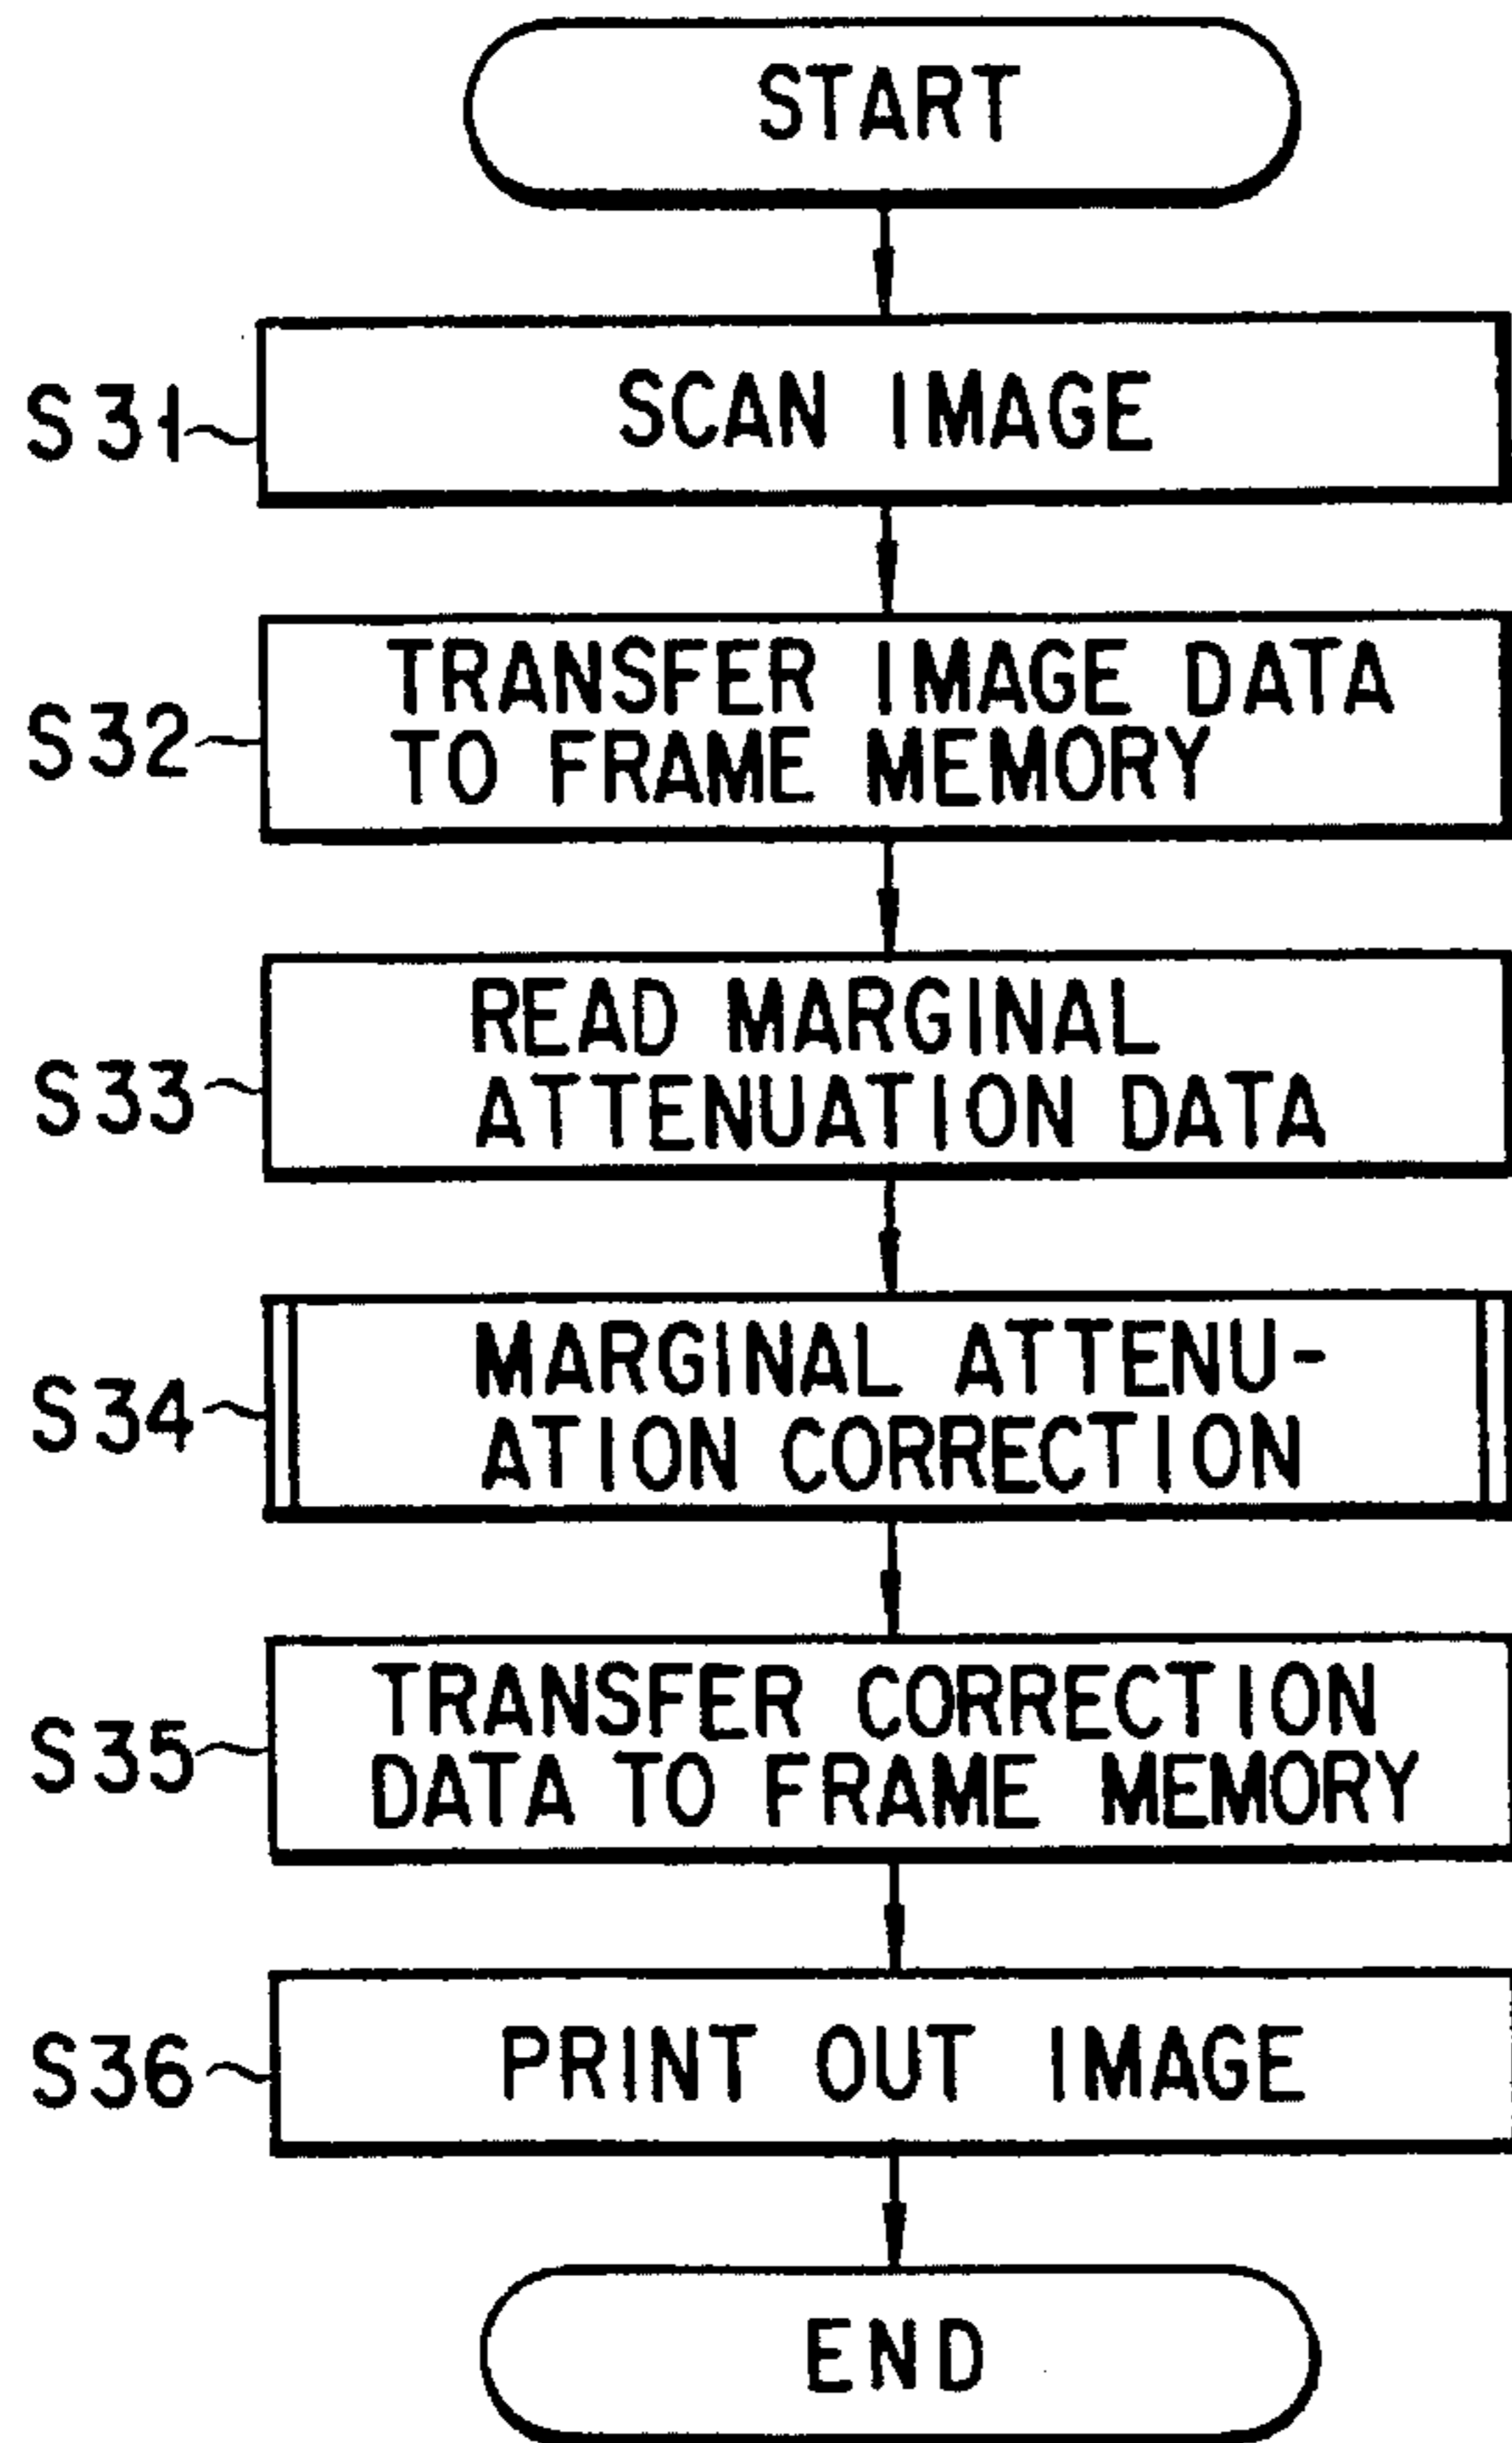 START
S31
SCAN IMAGE
S32
TRANSFER IMAGE DATA
TO FRAME MEMORY
S33
READ MARGINAL
ATTENUATION DATA
S34
MARGINAL ATTENU-
ATION CORRECTION
S35
TRANSFER CORRECTION
DATA TO FRAME MEMORY
S36
PRINT OUT IMAGE
END